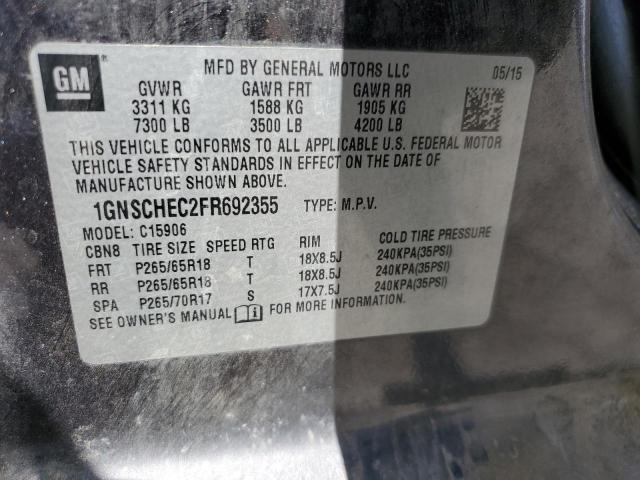 GM
MFD BY GENERAL MOTORS LLC 05/15
GVWR GAWR FRT GAWR RR
3311 KG 1588 KG 1905 KG
7300 LB 3500 LB 4200 LB
THIS VEHICLE CONFORMS TO ALL APPLICABLE U.S. FEDERAL MOTOR
VEHICLE SAFETY STANDARDS IN EFFECT ON THE DATE OF
MANUFACTURE SHOWN ABOVE.
1GNSCHEC2FR692355 TYPE: M.P.V.
MODEL: C15906
CBN8 TIRE SIZE SPEED RTG RIM COLD TIRE PRESSURE
FRT P265/65R18 T 18X8.5J 240KPA(35PSI)
RR P265/65R18 T 18X8.5J 240KPA(35PSI)
SPA P265/70R17 S 17X7.5J 240KPA(35PSI)
SEE OWNER'S MANUAL FOR MORE INFORMATION.